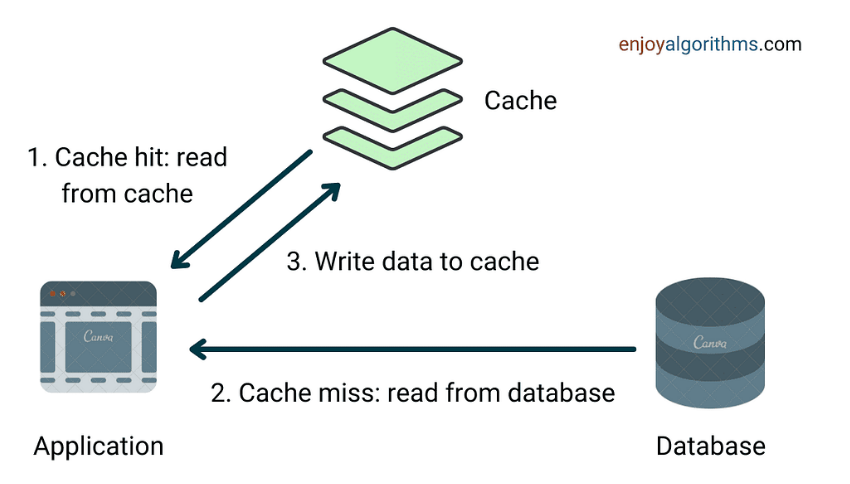 enjoyalgorithms.com
Cache
1. Cache hit: read
from cache
3. Write data to cache
Canva
Canva
2. Cache miss: read from database
Application
Database